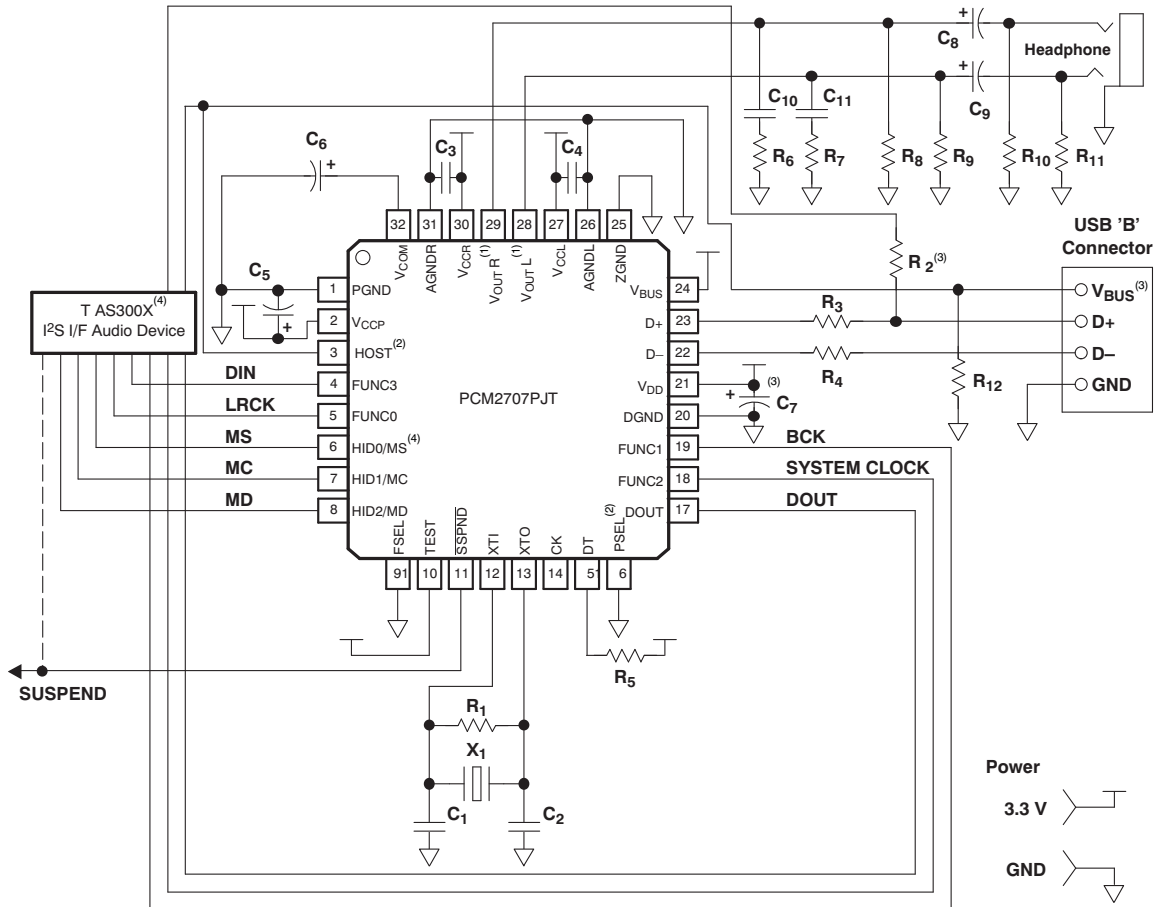 C8
+
Headphone
C9
+
C10
C11
R6
R7
R8
R9
R10
R11
C6
+
C3
C4
32
31
30
29
28
27
26
25
VCOM
AGNDR
VCCR
VOUT R(1)
VOUT L(1)
VCCL
AGNDL
ZGND
USB 'B'
Connector
R 2(3)
C5
+
1
PGND
VBUS
24
VBUS(3)
T AS300X(4)
I2S I/F Audio Device
2
VCCP
D+
23
R3
D+
3
HOST(2)
D–
22
R4
D–
DIN
4
FUNC3
VDD
21
(3)
+
C7
R12
GND
PCM2707PJT
LRCK
5
FUNC0
DGND
20
MS
6
HID0/MS(4)
FUNC1
19
BCK
MC
7
HID1/MC
FUNC2
18
SYSTEM CLOCK
MD
8
HID2/MD
DOUT
17
DOUT
FSEL
TEST
SSPND
XTI
XTO
CK
DT
PSEL(2)
91
10
11
12
13
14
51
6
SUSPEND
R5
R1
X1
C1
C2
Power
3.3 V
GND